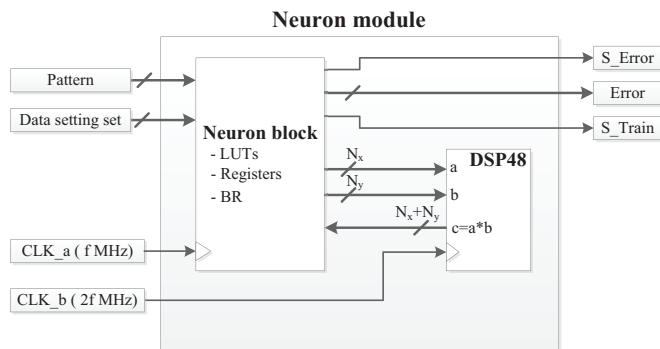 Neuron module
Pattern
Data setting set
CLK_a ( f MHz)
CLK_b ( 2f MHz)
Neuron block
- LUTs
- Registers
- BR
Nx
Ny
Nx+Ny
DSP48
a
b
c=a*b
S_Error
Error
S_Train